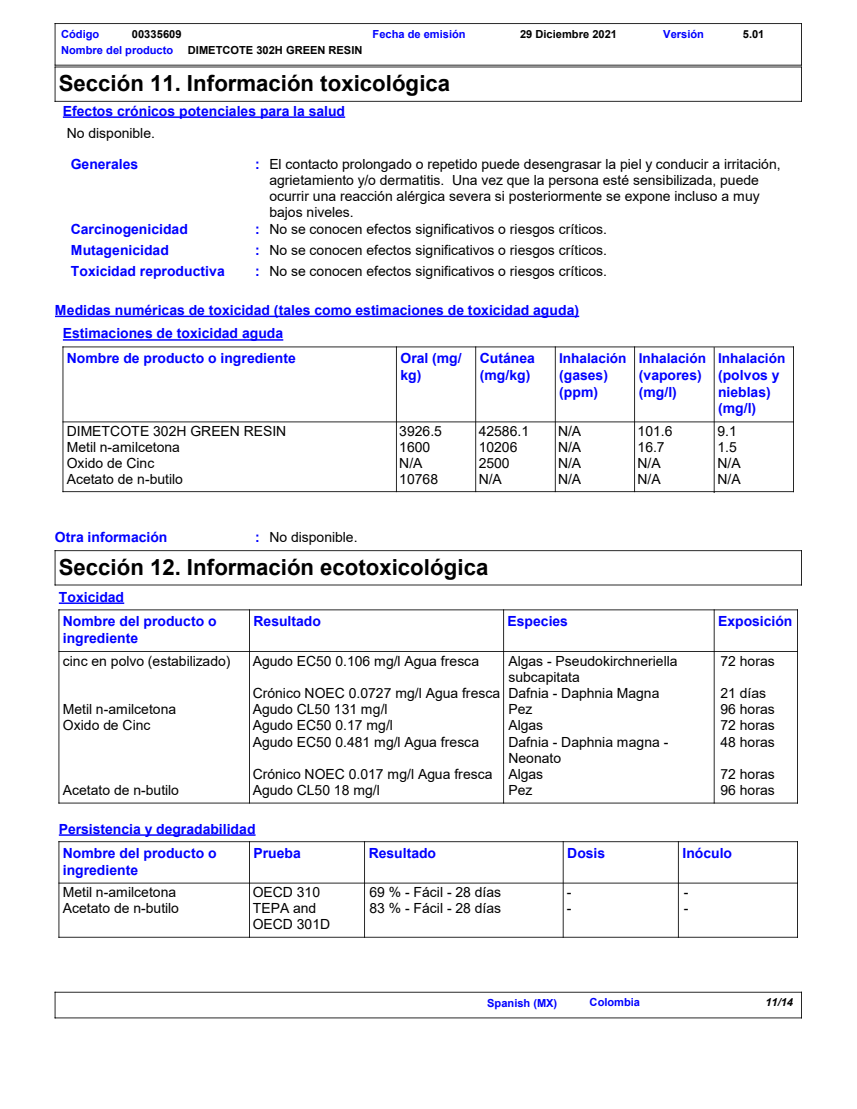 Código 00335609 Fecha de emisión 29 Diciembre 2021 Versión 5.01
Nombre del producto DIMETCOTE 302H GREEN RESIN
Sección 11. Información toxicológica
Efectos crónicos potenciales para la salud
No disponible.
Generales : El contacto prolongado o repetido puede desengrasar la piel y conducir a irritación,
agrietamiento y/o dermatitis. Una vez que la persona esté sensibilizada, puede
ocurrir una reacción alérgica severa si posteriormente se expone incluso a muy
bajos niveles.
Carcinogenicidad : No se conocen efectos significativos o riesgos críticos.
Mutagenicidad : No se conocen efectos significativos o riesgos críticos.
Toxicidad reproductiva : No se conocen efectos significativos o riesgos críticos.
Medidas numéricas de toxicidad (tales como estimaciones de toxicidad aguda)
Estimaciones de toxicidad aguda
Nombre de producto o ingrediente Oral (mg/ Cutánea Inhalación Inhalación Inhalación
kg) (mg/kg) (gases) (vapores) (polvos y
(ppm) (mg/l) nieblas)
(mg/l)
DIMETCOTE 302H GREEN RESIN 3926.5 42586.1 N/A 101.6 9.1
Metil n-amilcetona 1600 10206 N/A 16.7 1.5
Oxido de Cinc N/A 2500 N/A N/A N/A
Acetato de n-butilo 10768 N/A N/A N/A N/A
Otra información : No disponible.
Sección 12. Información ecotoxicológica
Toxicidad
Nombre del producto o Resultado Especies Exposición
ingrediente
cinc en polvo (estabilizado) Agudo EC50 0.106 mg/l Agua fresca Algas - Pseudokirchneriella 72 horas
subcapitata
Crónico NOEC 0.0727 mg/l Agua fresca Dafnia - Daphnia Magna 21 días
Metil n-amilcetona Agudo CL50 131 mg/l Pez 96 horas
Oxido de Cinc Agudo EC50 0.17 mg/l Algas 72 horas
Agudo EC50 0.481 mg/l Agua fresca Dafnia - Daphnia magna - 48 horas
Neonato
Crónico NOEC 0.017 mg/l Agua fresca Algas 72 horas
Acetato de n-butilo Agudo CL50 18 mg/l Pez 96 horas
Persistencia y degradabilidad
Nombre del producto o Prueba Resultado Dosis Inóculo
ingrediente
Metil n-amilcetona OECD 310 69 % - Fácil - 28 días - -
Acetato de n-butilo TEPA and 83 % - Fácil - 28 días - -
OECD 301D
Spanish (MX) Colombia 11/14